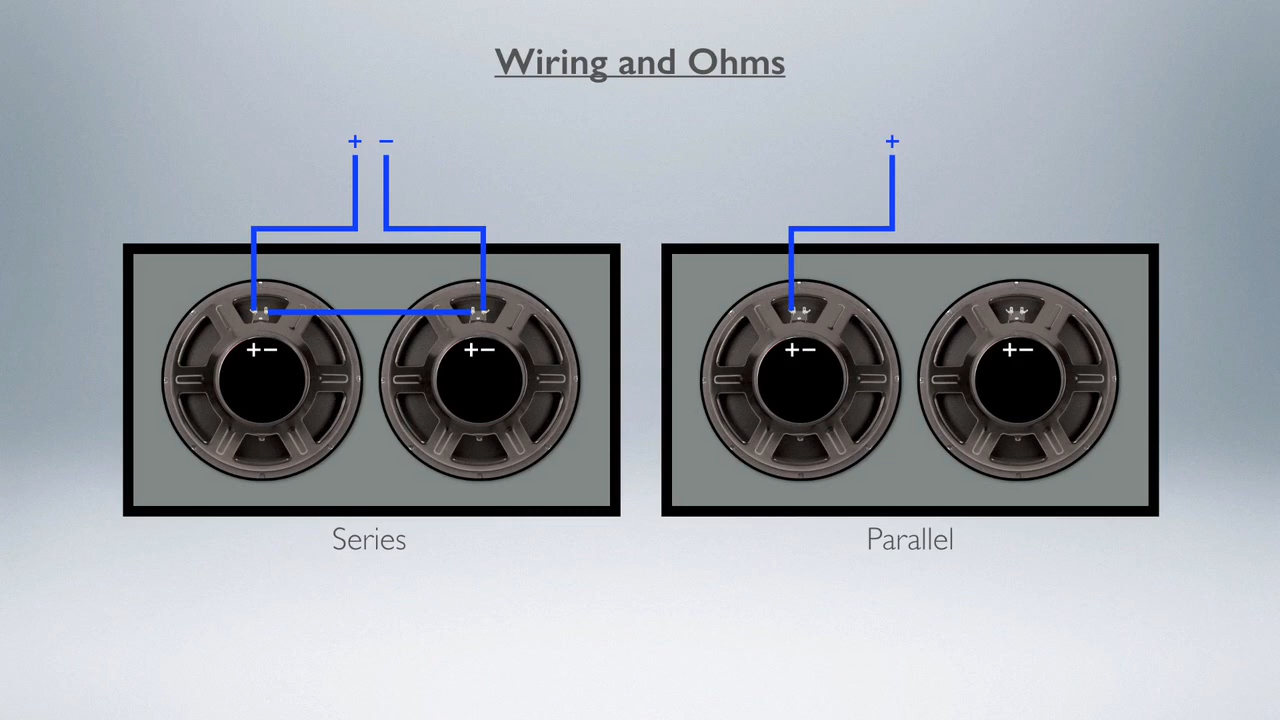 Wiring and Ohms
+ −
+
+−
+−
+−
+−
Series
Parallel